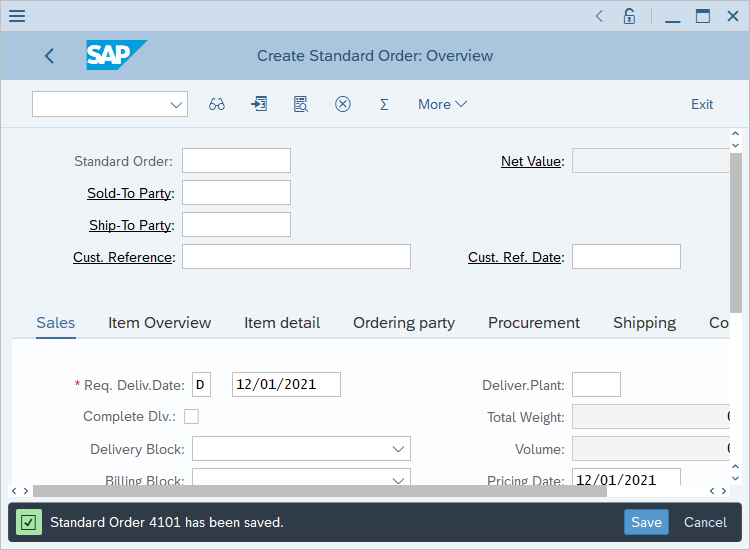 SAP
Create Standard Order: Overview
More
Exit
Standard Order:
Net Value:
Sold-To Party:
Ship-To Party:
Cust. Reference:
Cust. Ref. Date:
Sales Item Overview Item detail Ordering party Procurement Shipping Co
* Req. Deliv.Date: D 12/01/2021
Deliver.Plant:
Complete Dlv.:
Total Weight:
Delivery Block:
Volume:
Billing Block:
Pricing Date: 12/01/2021
Standard Order 4101 has been saved.
Save Cancel